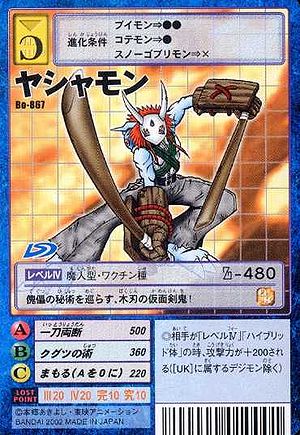 進化条件
ブイモン⇒●●
コテモン⇒●
スノーゴブリモン⇒×
ヤシャモン
Bo-867
レベルⅣ 魔人型・ワクチン種
-480
傀儡の秘術を巡らす、木刃の仮面剣鬼!
A 一刀両断 500
B クグツの術 360
C まもる(Aを0に) 220
◎相手が「レベルⅣ」「ハイブリッド体」の時、攻撃力が+200される([UK]に属するデジモン除く)
LOST POINT Ⅲ20 Ⅳ20 完10 究10
©本郷あきよし・東映アニメーション
BANDAI 2002 MADE IN JAPAN